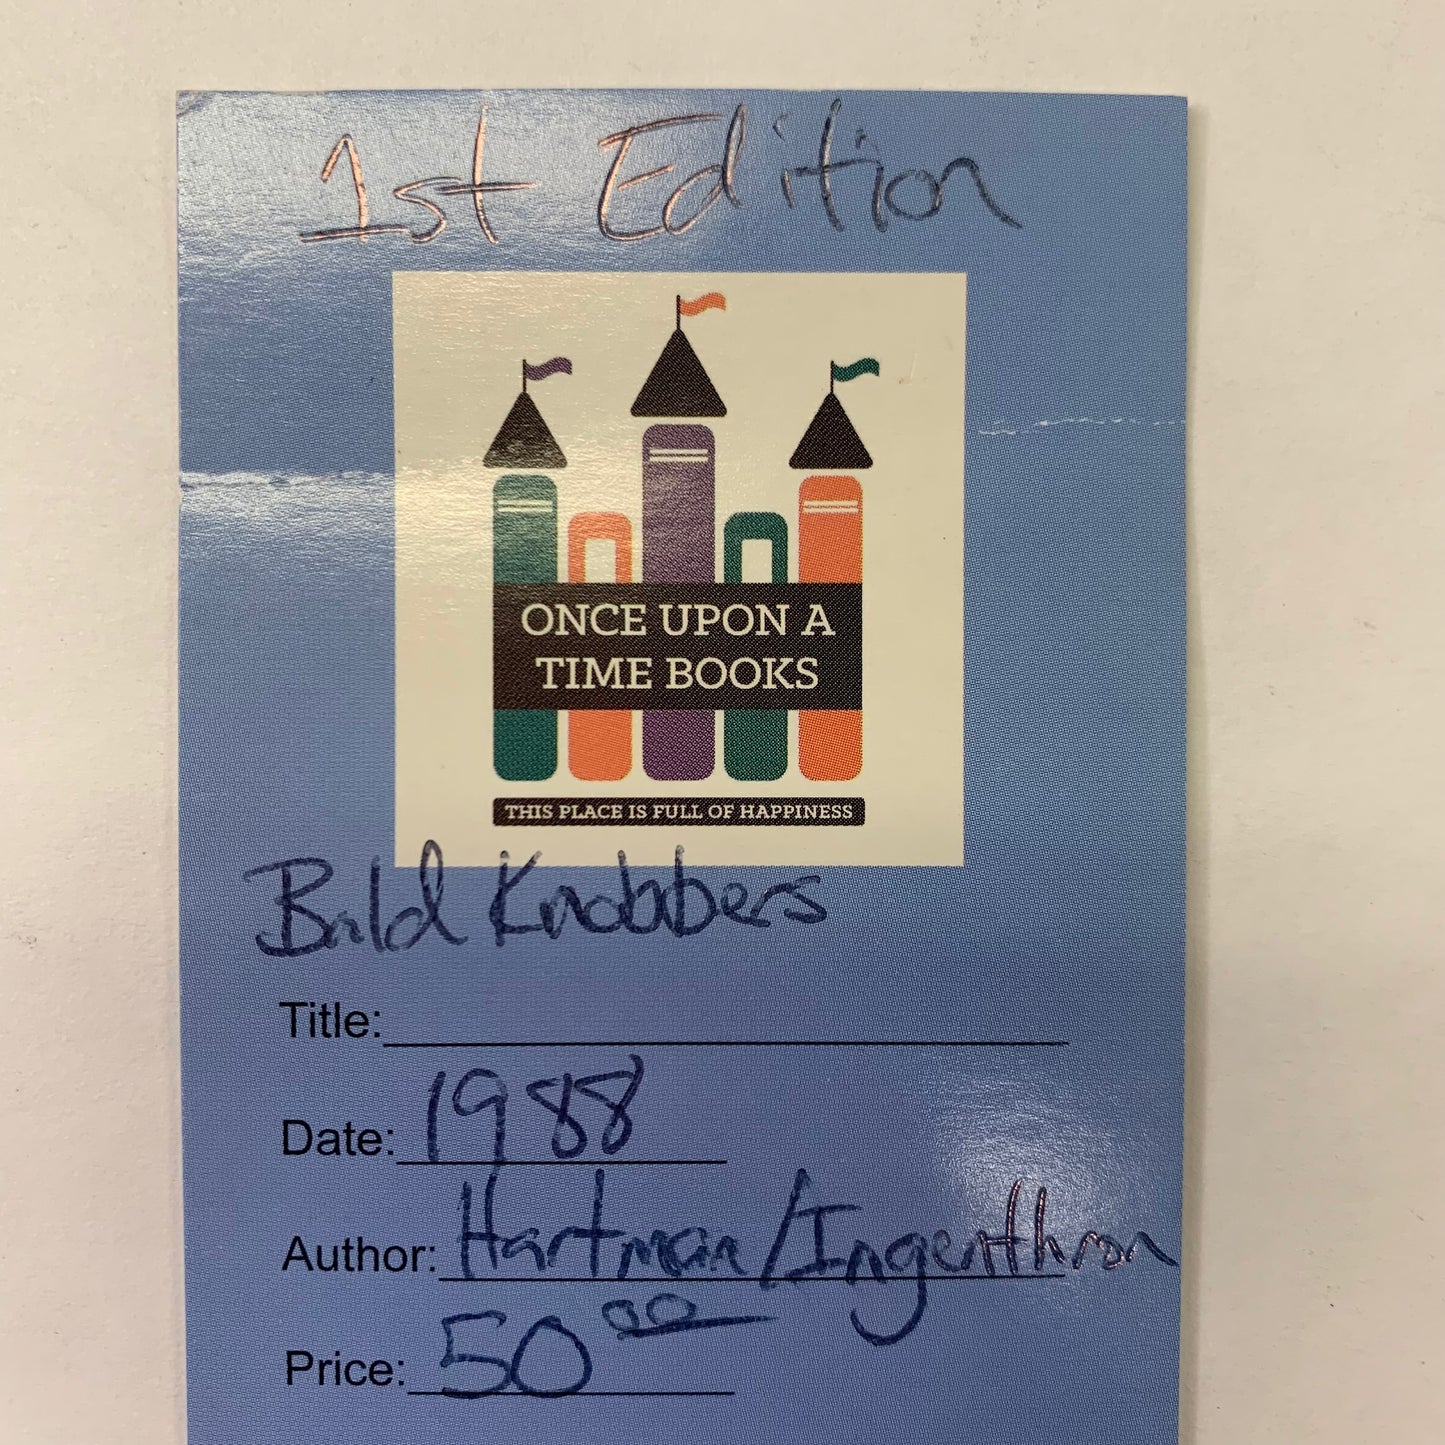 1st Edition
ONCE UPON A
TIME BOOKS
THIS PLACE IS FULL OF HAPPINESS
Bald Knobbers
Title:
Date: 1988
Author: Hartman/Ingenthron
Price: 50 00